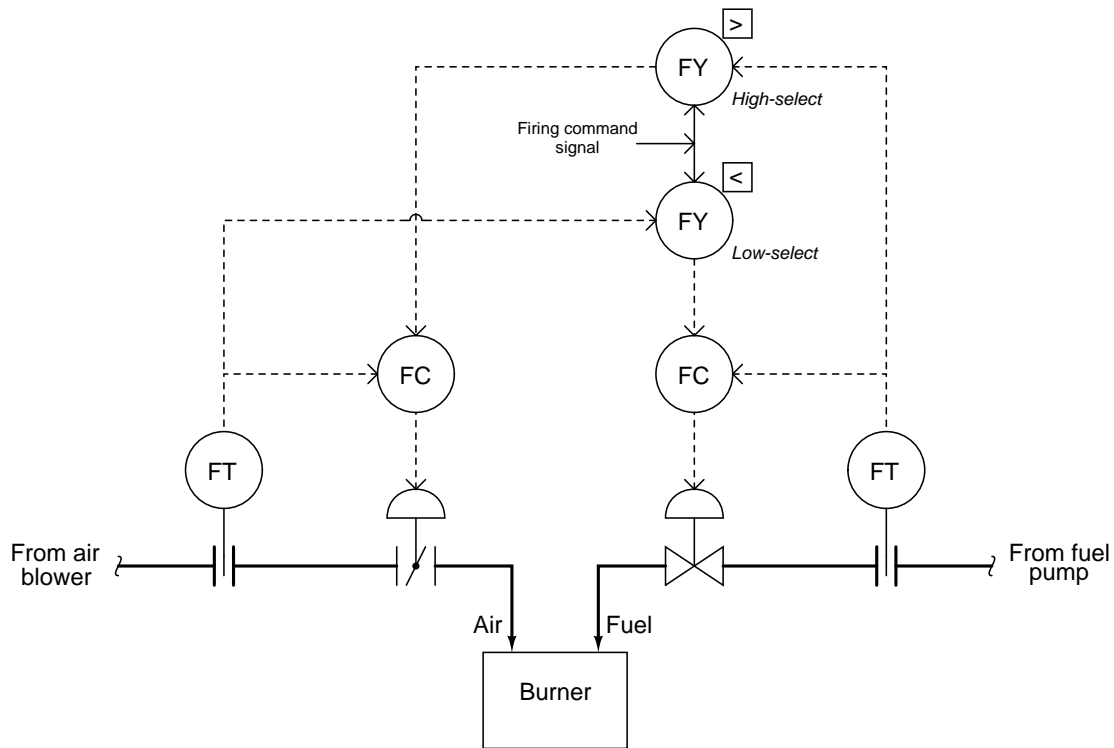 >
FY
High-select
Firing command
signal
<
FY
Low-select
FC
FC
FT
FT
From air
blower
From fuel
pump
Air
Fuel
Burner